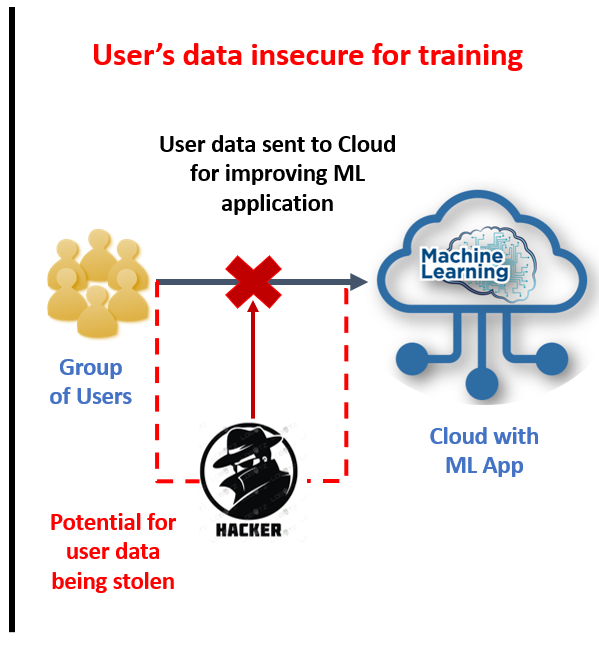 User’s data insecure for training
User data sent to Cloud
for improving ML
application
Machine
Learning
Group
of Users
Cloud with
ML App
HACKER
Potential for
user data
being stolen